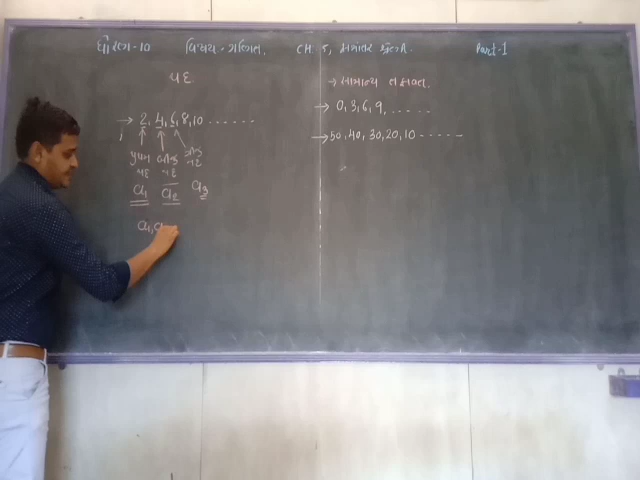 ધોરણ-10 વિષય-ગણિત. CH. 5, સમાંતર શ્રેણી. Part-1
પદ
→ 2, 4, 6, 8, 10 ......
પ્રથમ પદ
બીજુ પદ
ત્રીજુ પદ
a₁ a₂ a₃
a₁, a
→ સામાન્ય તફાવત.
→ 0, 3, 6, 9, .....
→ 50, 40, 30, 20, 10 .....